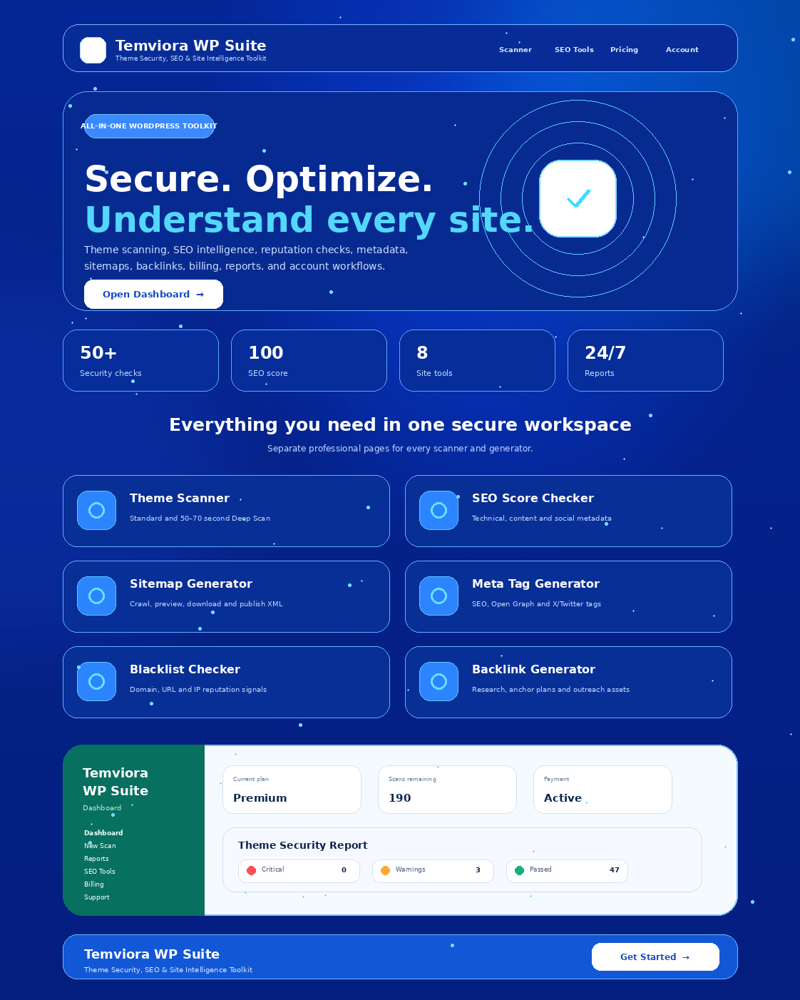 Temviora WP Suite
Theme Security, SEO & Site Intelligence Toolkit
Scanner SEO Tools Pricing Account
ALL-IN-ONE WORDPRESS TOOLKIT
Secure. Optimize.
Understand every site.
Theme scanning, SEO intelligence, reputation checks, metadata,
sitemaps, backlinks, billing, reports, and account workflows.
Open Dashboard →
50+
Security checks
100
SEO score
8
Site tools
24/7
Reports
Everything you need in one secure workspace
Separate professional pages for every scanner and generator.
Theme Scanner
Standard and 50–70 second Deep Scan
SEO Score Checker
Technical, content and social metadata
Sitemap Generator
Crawl, preview, download and publish XML
Meta Tag Generator
SEO, Open Graph and X/Twitter tags
Blacklist Checker
Domain, URL and IP reputation signals
Backlink Generator
Research, anchor plans and outreach assets
Temviora
WP Suite
Dashboard
Dashboard
New Scan
Reports
SEO Tools
Billing
Support
Current plan
Premium
Scans remaining
190
Payment
Active
Theme Security Report
Critical 0
Warnings 3
Passed 47
Temviora WP Suite
Theme Security, SEO & Site Intelligence Toolkit
Get Started →